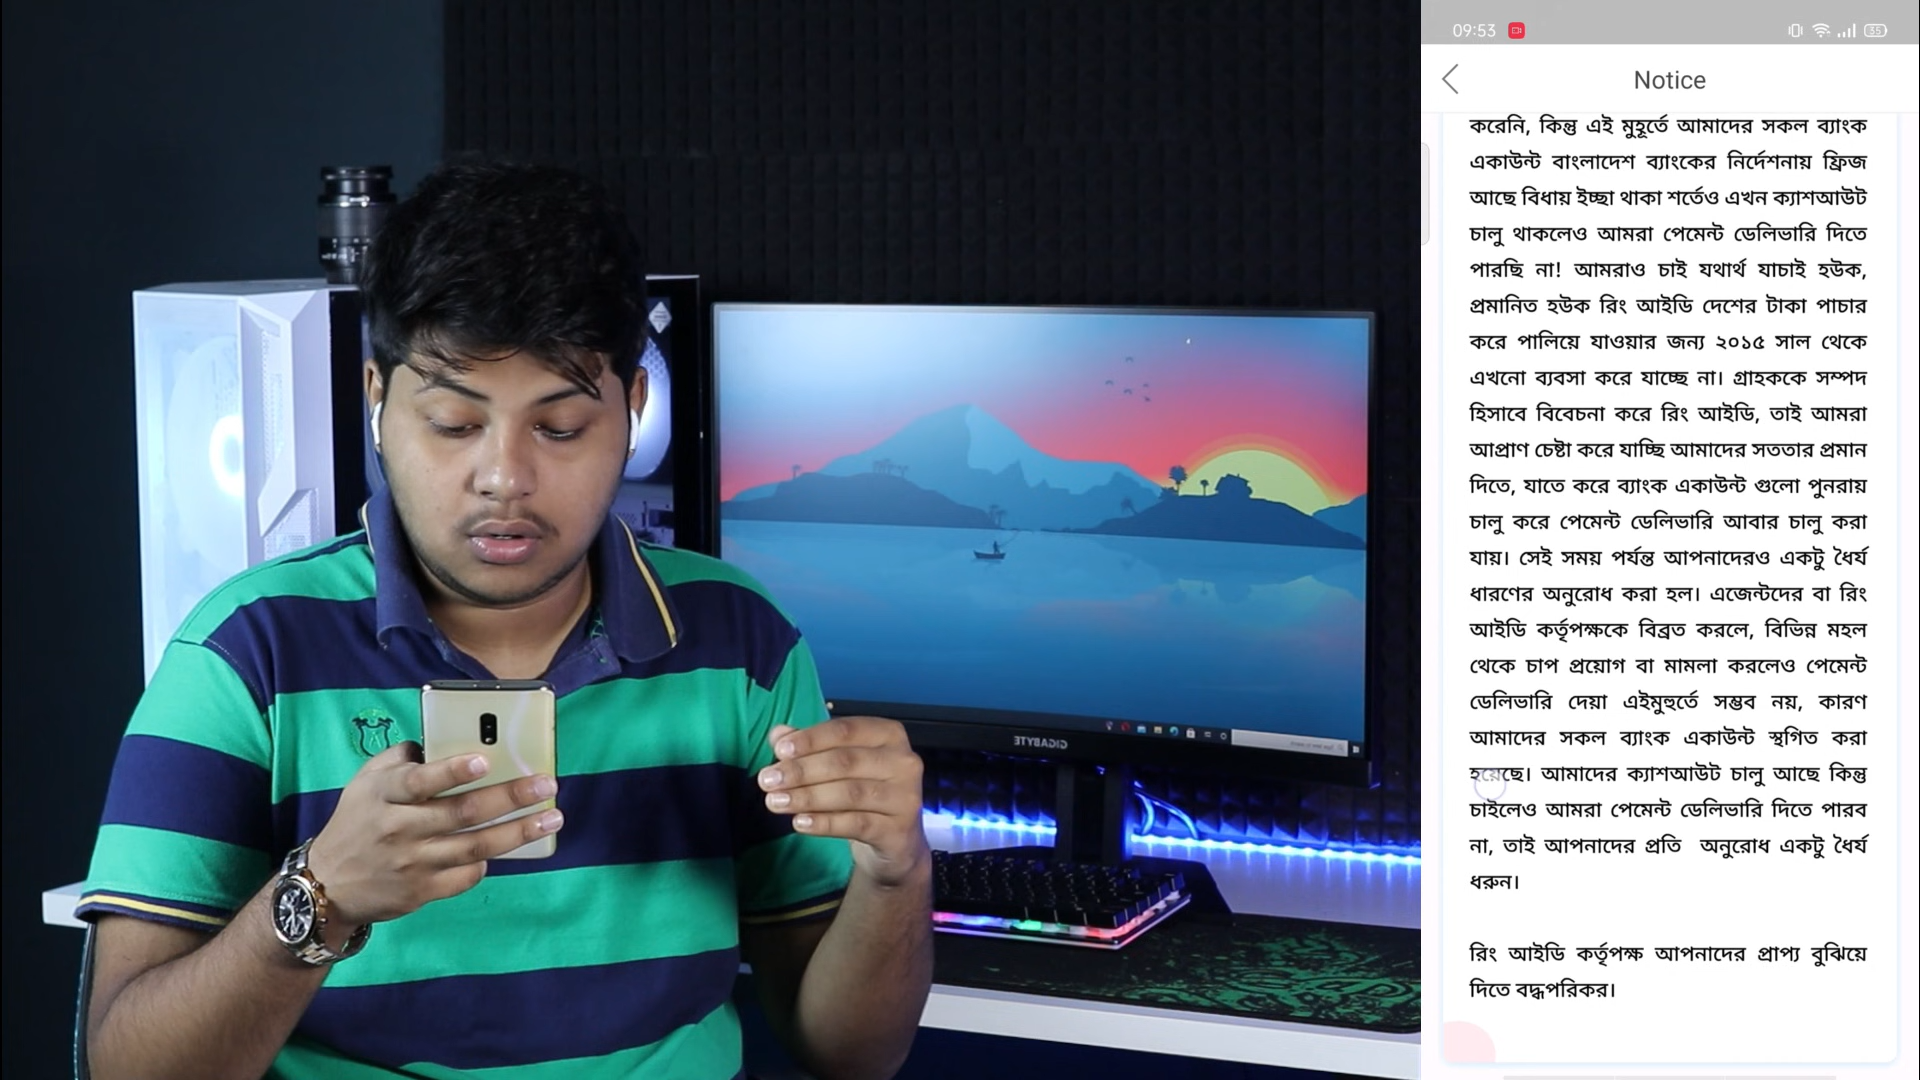 09:53
35
Notice
করেনি, কিন্তু এই মুহূর্তে আমাদের সকল ব্যাংক
একাউন্ট বাংলাদেশ ব্যাংকের নির্দেশনায় ফ্রিজ
আছে বিধায় ইচ্ছা থাকা শর্তেও এখন ক্যাশআউট
চালু থাকলেও আমরা পেমেন্ট ডেলিভারি দিতে
পারছি না! আমরাও চাই যথার্থ যাচাই হউক,
প্রমানিত হউক রিং আইডি দেশের টাকা পাচার
করে পালিয়ে যাওয়ার জন্য ২০১৫ সাল থেকে
এখনো ব্যবসা করে যাচ্ছে না। গ্রাহককে সম্পদ
হিসাবে বিবেচনা করে রিং আইডি, তাই আমরা
আপ্রাণ চেষ্টা করে যাচ্ছি আমাদের সততার প্রমান
দিতে, যাতে করে ব্যাংক একাউন্ট গুলো পুনরায়
চালু করে পেমেন্ট ডেলিভারি আবার চালু করা
যায়। সেই সময় পর্যন্ত আপনাদেরও একটু ধৈর্য
ধারণের অনুরোধ করা হল। এজেন্টদের বা রিং
আইডি কর্তৃপক্ষকে বিব্রত করলে, বিভিন্ন মহল
থেকে চাপ প্রয়োগ বা মামলা করলেও পেমেন্ট
ডেলিভারি দেয়া এইমুহুর্তে সম্ভব নয়, কারণ
আমাদের সকল ব্যাংক একাউন্ট স্থগিত করা
হয়েছে। আমাদের ক্যাশআউট চালু আছে কিন্তু
চাইলেও আমরা পেমেন্ট ডেলিভারি দিতে পারব
না, তাই আপনাদের প্রতি অনুরোধ একটু ধৈর্য
ধরুন।
রিং আইডি কর্তৃপক্ষ আপনাদের প্রাপ্য বুঝিয়ে
দিতে বদ্ধপরিকর।
GIGABYTE